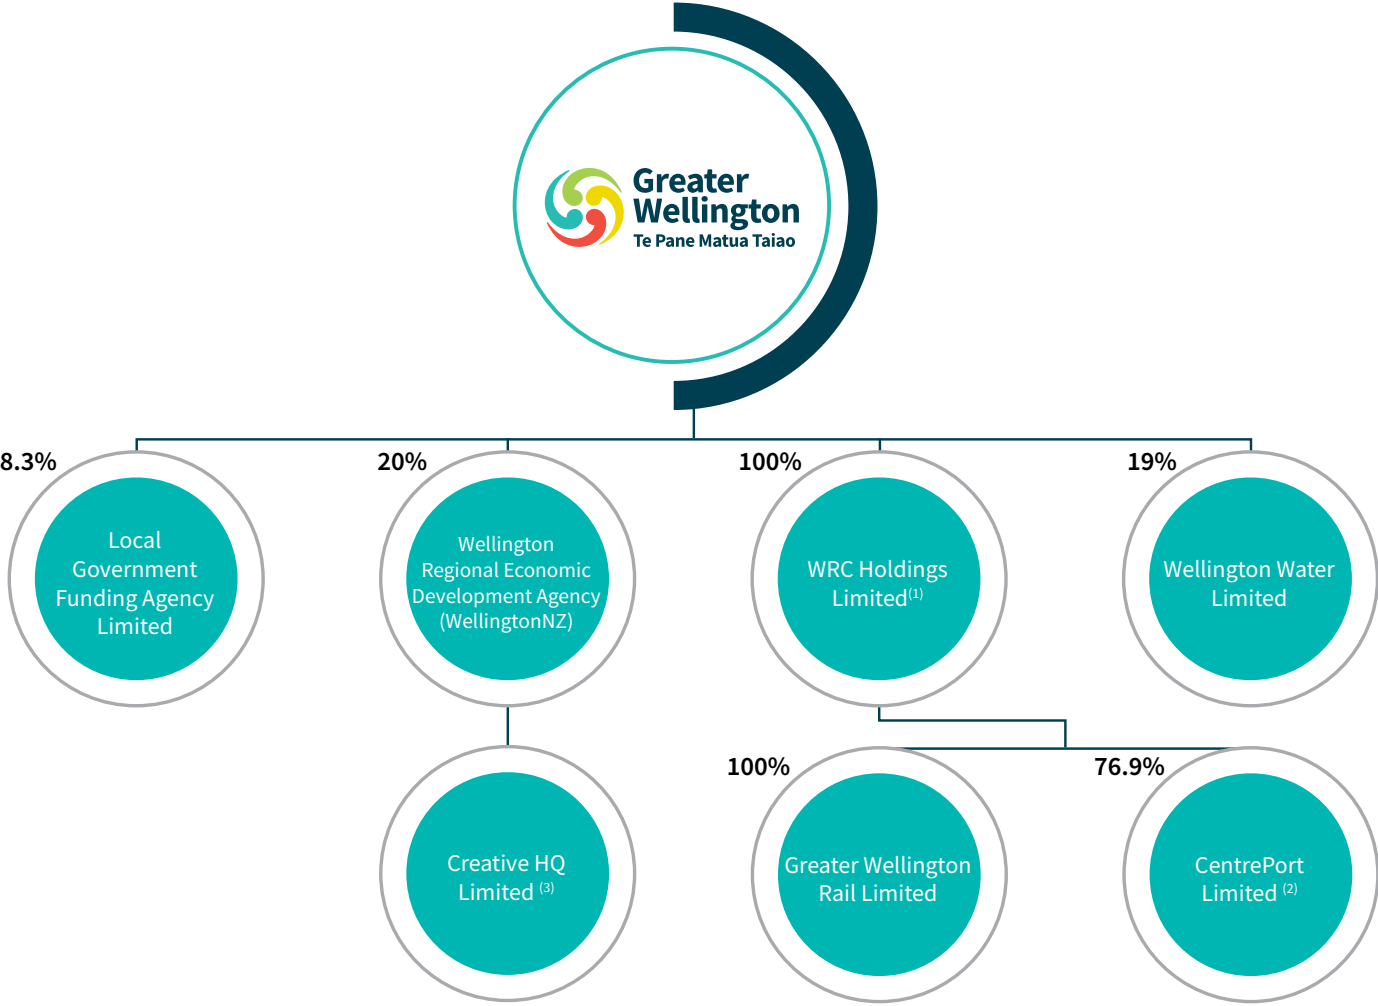 Greater
Wellington
Te Pane Matua Taiao
8.3%
20%
100%
19%
Local
Government
Funding Agency
Limited
Wellington
Regional Economic
Development Agency
(WellingtonNZ)
WRC Holdings
Limited(1)
Wellington Water
Limited
100%
76.9%
Creative HQ
Limited (3)
Greater Wellington
Rail Limited
CentrePort
Limited (2)